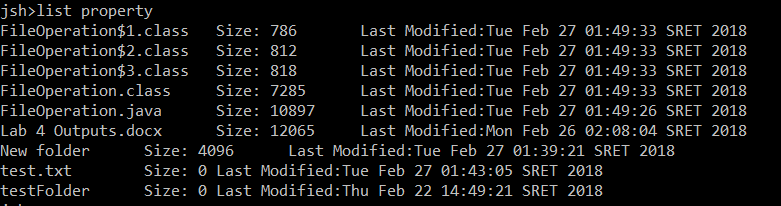 jsh>list property
FileOperation$1.class   Size: 786        Last Modified:Tue Feb 27 01:49:33 SRET 2018
FileOperation$2.class   Size: 812        Last Modified:Tue Feb 27 01:49:33 SRET 2018
FileOperation$3.class   Size: 818        Last Modified:Tue Feb 27 01:49:33 SRET 2018
FileOperation.class     Size: 7285       Last Modified:Tue Feb 27 01:49:33 SRET 2018
FileOperation.java      Size: 10897      Last Modified:Tue Feb 27 01:49:26 SRET 2018
Lab 4 Outputs.docx      Size: 12065      Last Modified:Mon Feb 26 02:08:04 SRET 2018
New folder      Size: 4096      Last Modified:Tue Feb 27 01:39:21 SRET 2018
test.txt        Size: 0 Last Modified:Tue Feb 27 01:43:05 SRET 2018
testFolder      Size: 0 Last Modified:Thu Feb 22 14:49:21 SRET 2018